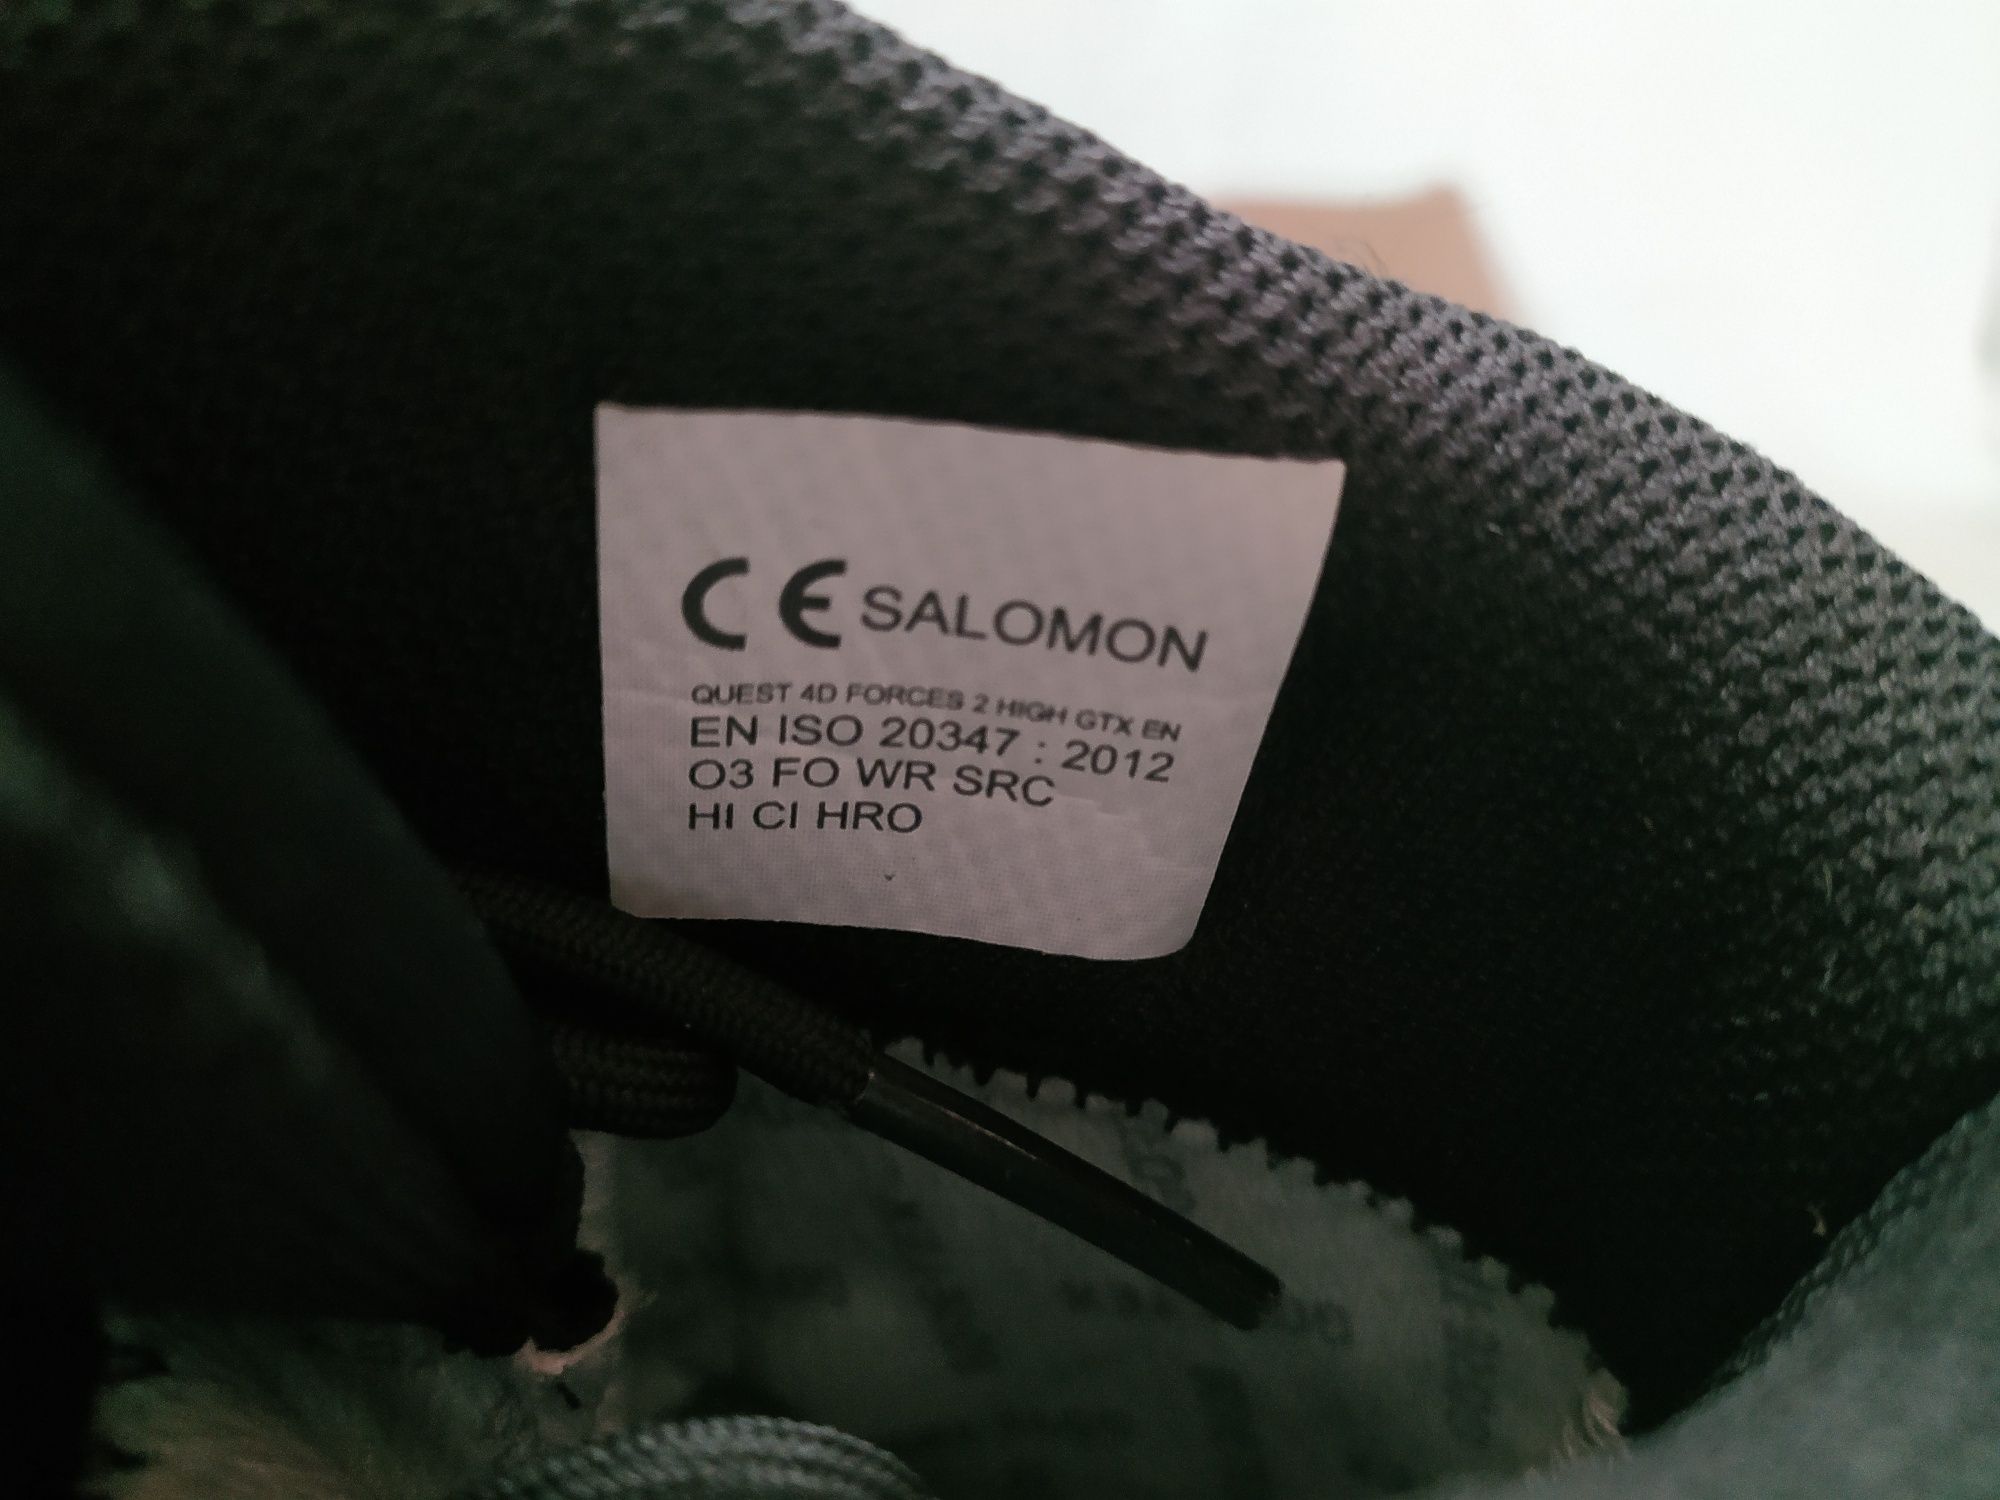 CE SALOMON
QUEST 4D FORCES 2 HIGH GTX EN
EN ISO 20347 : 2012
O3 FO WR SRC
HI CI HRO